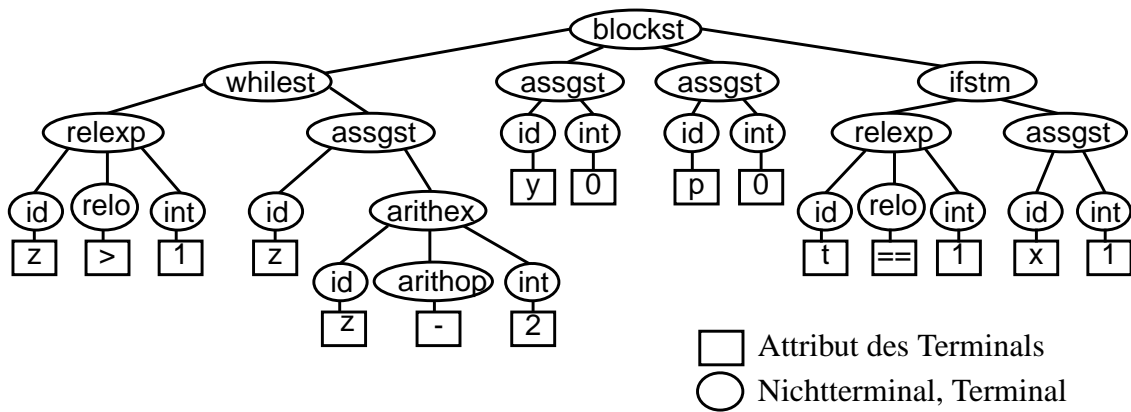 blockst
whilest assgst assgst ifstm
relexp assgst id int id int relexp assgst
y 0 p 0
id relo int id arithex id relo int id int
z > 1 z t == 1 x 1
id arithop int
z - 2
Attribut des Terminals
Nichtterminal, Terminal